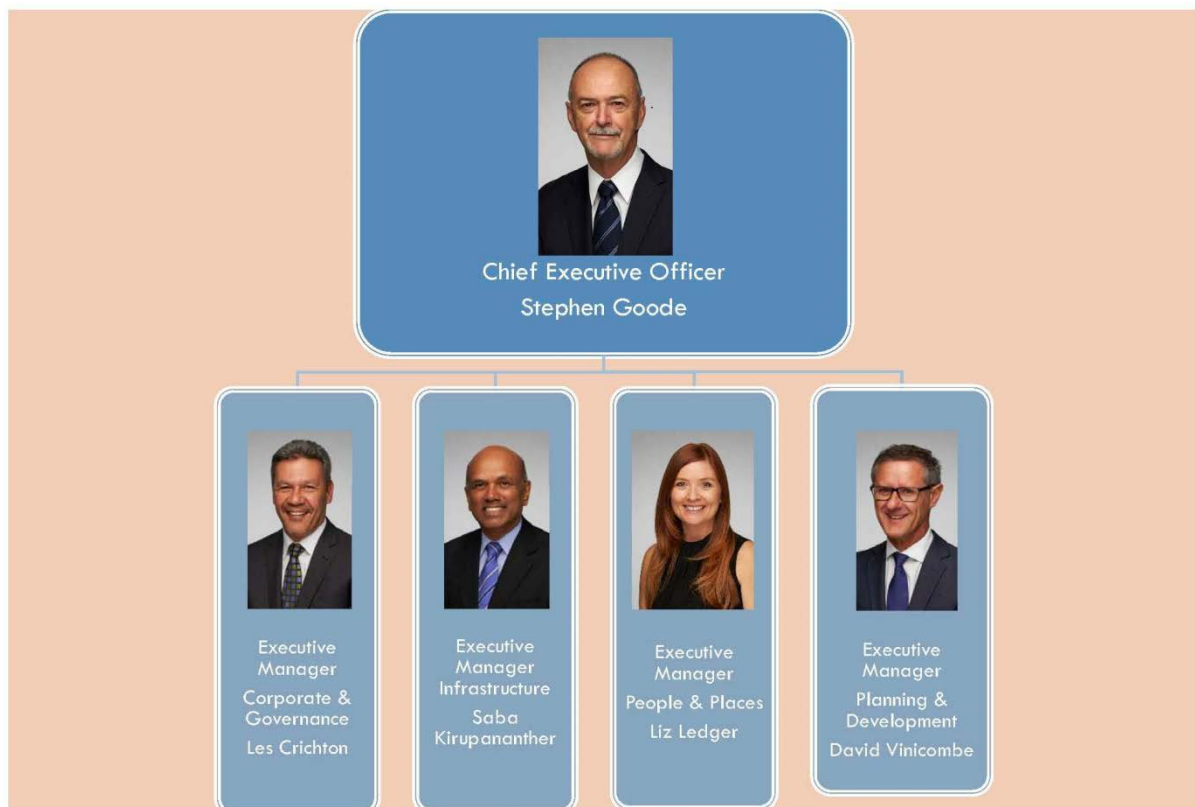 Chief Executive Officer
Stephen Goode
Executive
Manager
Corporate &
Governance
Les Crichton
Executive
Manager
Infrastructure
Saba
Kirupananther
Executive
Manager
People & Places
Liz Ledger
Executive
Manager
Planning &
Development
David Vinicombe